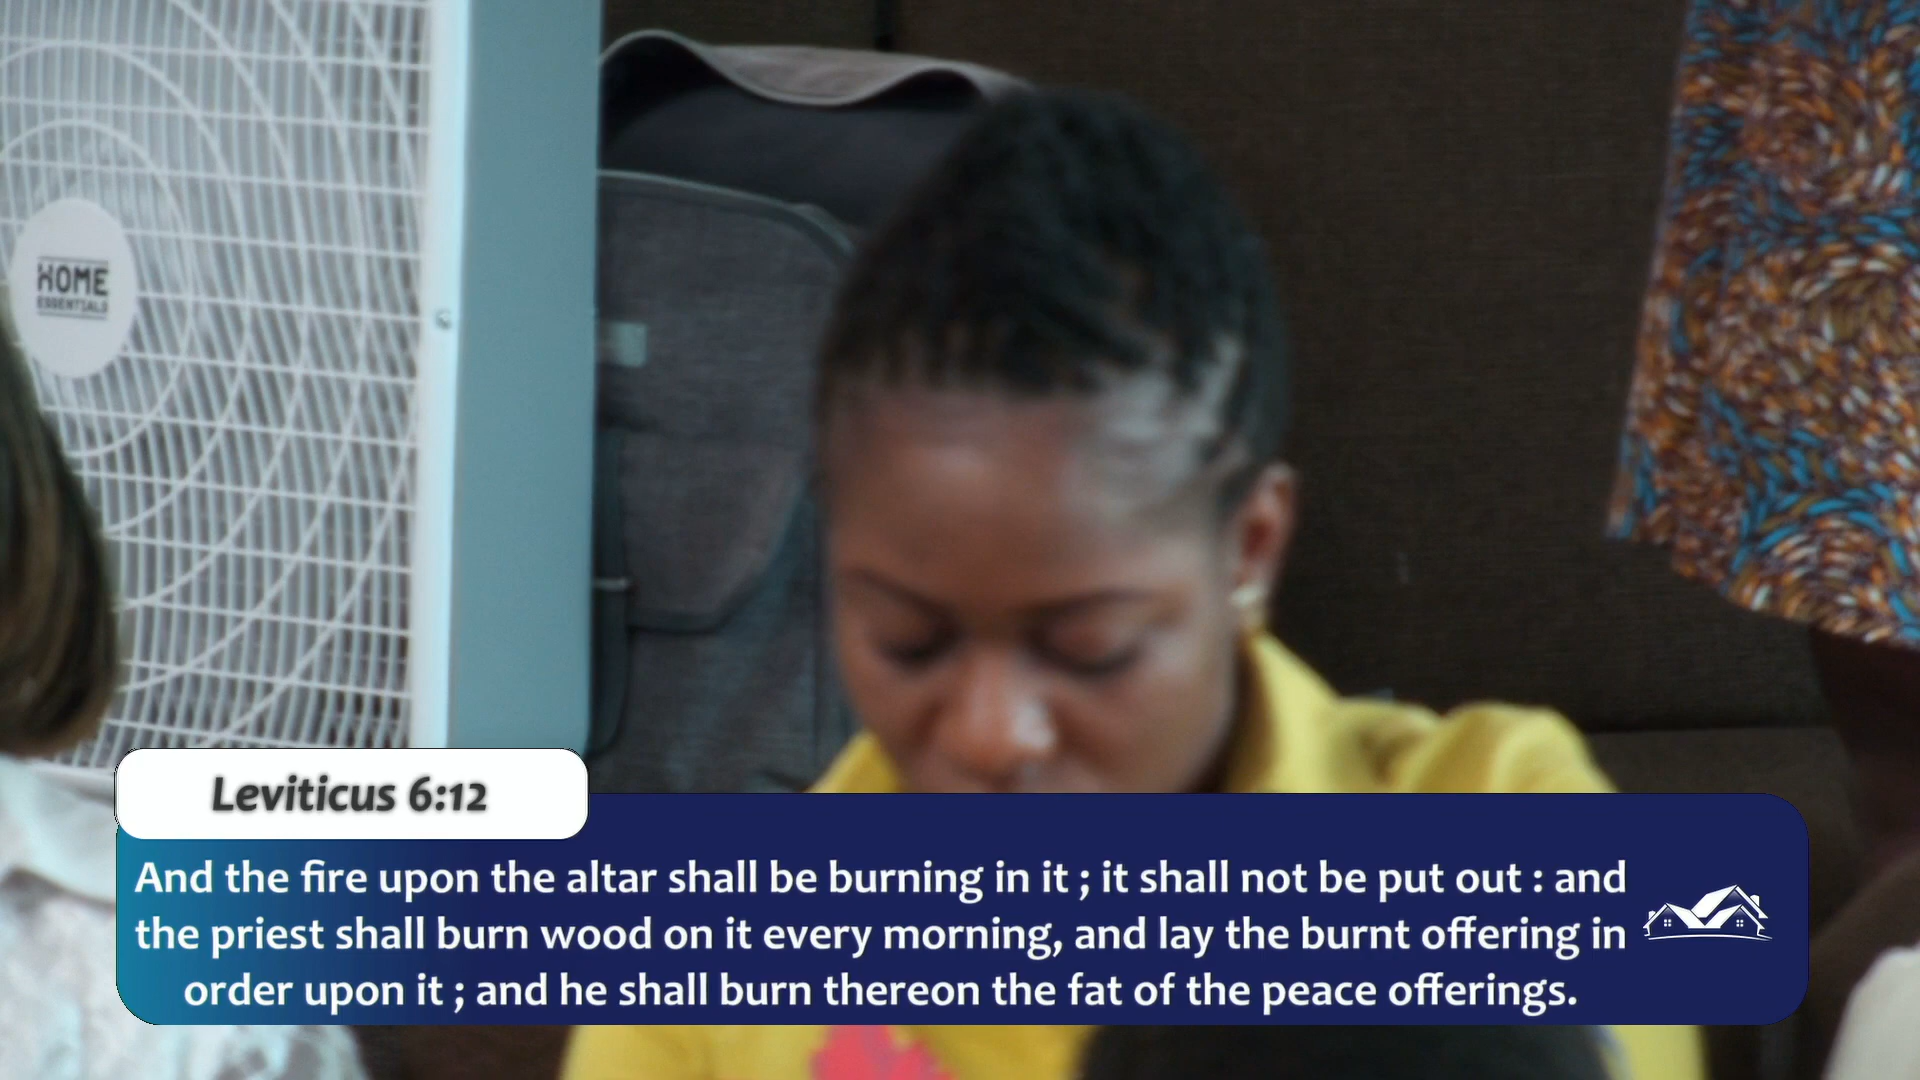 HOME
ESSENTIALS
Leviticus 6:12
And the fire upon the altar shall be burning in it ; it shall not be put out : and
the priest shall burn wood on it every morning, and lay the burnt offering in
order upon it ; and he shall burn thereon the fat of the peace offerings.